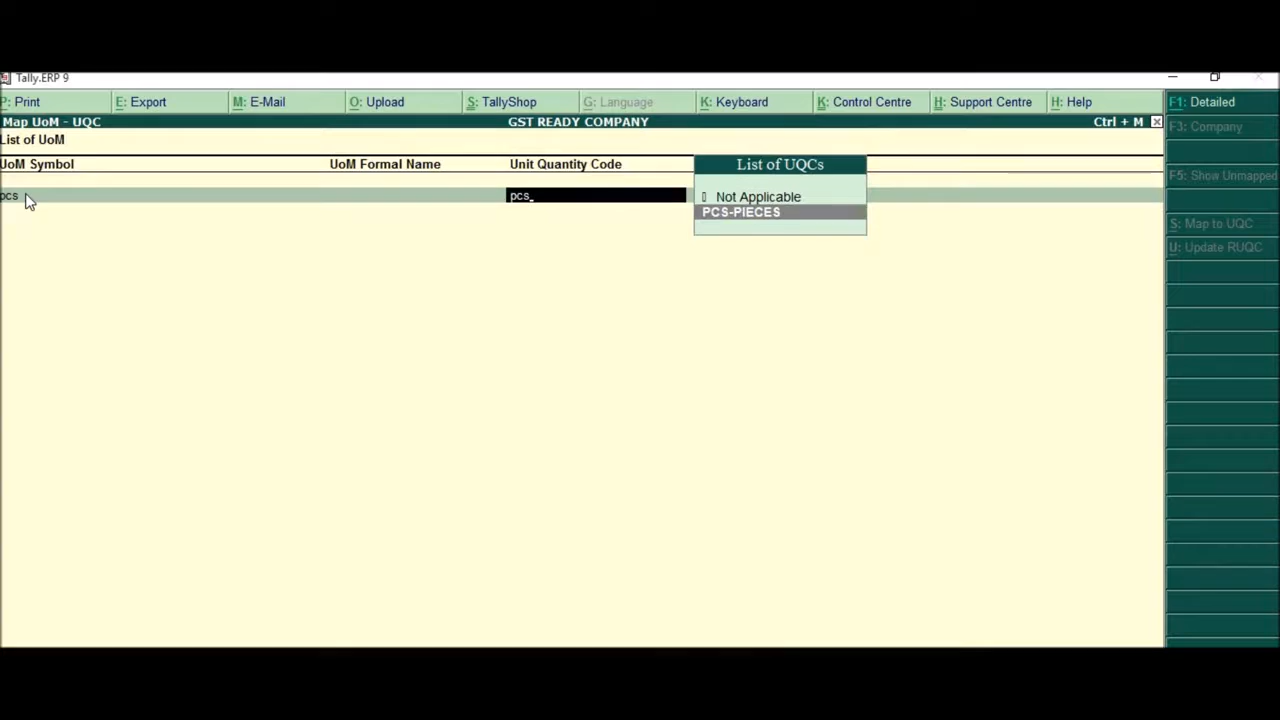 Tally.ERP 9
P: Print E: Export M: E-Mail O: Upload S: TallyShop G: Language K: Keyboard K: Control Centre H: Support Centre H: Help F1: Detailed
Map UoM - UQC GST READY COMPANY Ctrl + M
F3: Company
List of UoM
UoM Symbol UoM Formal Name Unit Quantity Code List of UQCs
F5: Show Unmapped
pcs pcs Not Applicable
PCS-PIECES
S: Map to UQC
U: Update RUQC